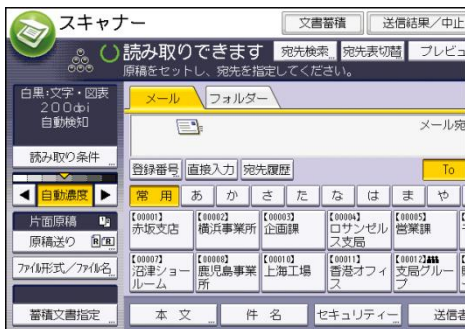 スキャナー
文書蓄積
送信結果／中止
読み取りできます
宛先検索
宛先表切替
プレビュ
原稿をセットし、宛先を指定してください。
白黒:文字・図表
200dpi
自動検知
読み取り条件
自動濃度
片面原稿
原稿送り
ファイル形式／ファイル名
蓄積文書指定
メール
フォルダー
メール宛
登録番号
直接入力
宛先履歴
To
常用
あ
か
さ
た
な
は
ま
や
【00001】
赤坂支店
【00002】
横浜事業所
【00003】
企画課
【00004】
ロサンゼルス支局
【00005】
営業課
【00007】
沼津ショールーム
【00008】
鹿児島事業所
【00010】
上海工場
【00011】
香港オフィス
【00012】
支局グループ
本文
件名
セキュリティー
送信者